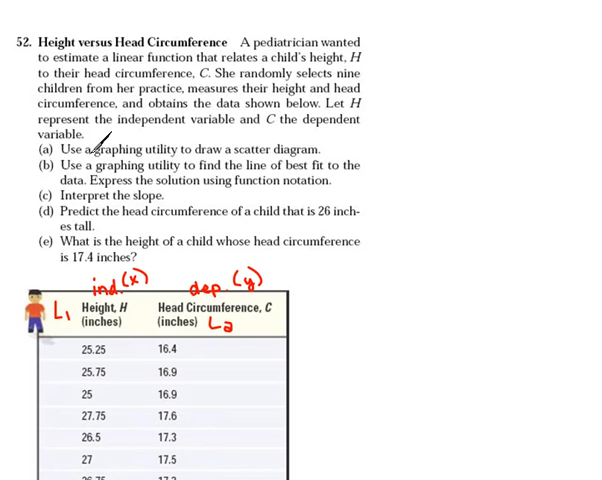 52. Height versus Head Circumference A pediatrician wanted
to estimate a linear function that relates a child's height, H
to their head circumference, C. She randomly selects nine
children from her practice, measures their height and head
circumference, and obtains the data shown below. Let H
represent the independent variable and C the dependent
variable.
(a) Use a graphing utility to draw a scatter diagram.
(b) Use a graphing utility to find the line of best fit to the
data. Express the solution using function notation.
(c) Interpret the slope.
(d) Predict the head circumference of a child that is 26 inch-
es tall.
(e) What is the height of a child whose head circumference
is 17.4 inches?
ind. (x) dep. (y)
L1 Height, H Head Circumference, C
(inches) (inches) L2
25.25 16.4
25.75 16.9
25 16.9
27.75 17.6
26.5 17.3
27 17.5